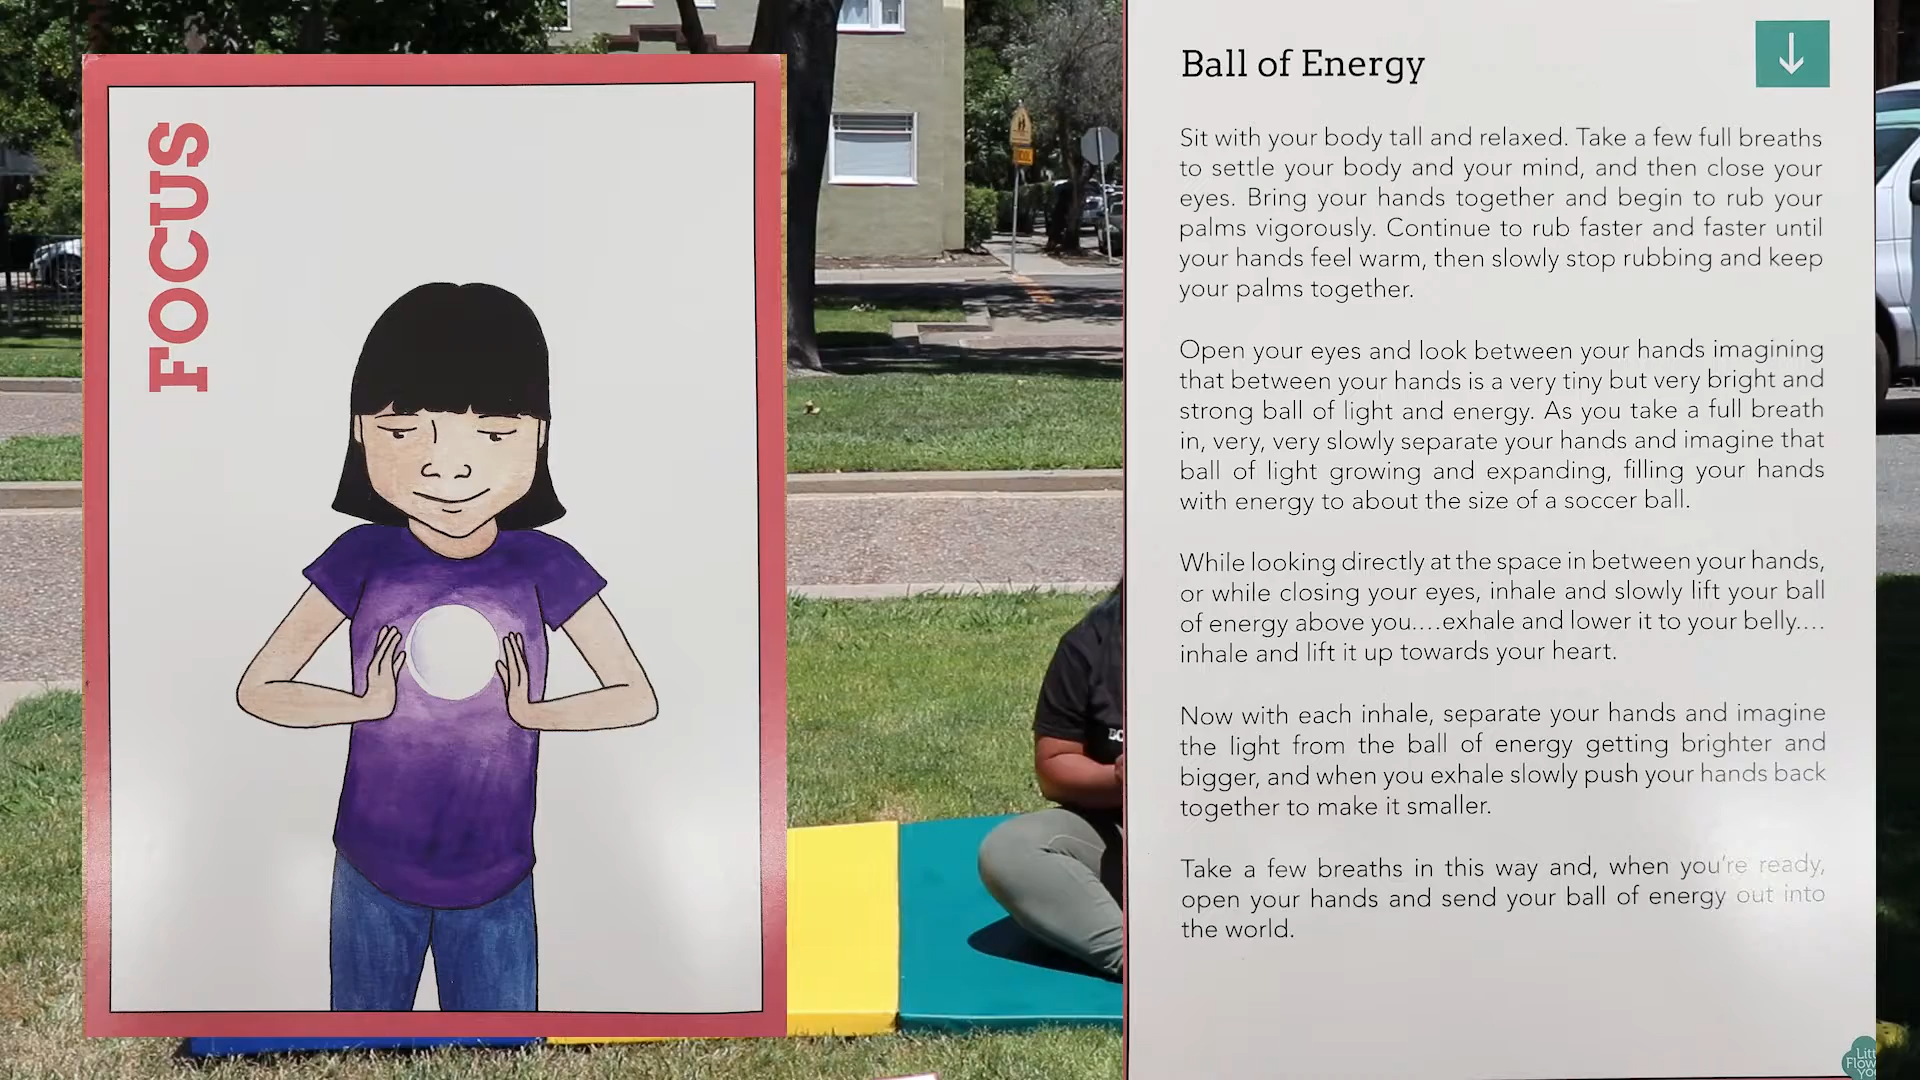 FOCUS
Ball of Energy
Sit with your body tall and relaxed. Take a few full breaths
to settle your body and your mind, and then close your
eyes. Bring your hands together and begin to rub your
palms vigorously. Continue to rub faster and faster until
your hands feel warm, then slowly stop rubbing and keep
your palms together.
Open your eyes and look between your hands imagining
that between your hands is a very tiny but very bright and
strong ball of light and energy. As you take a full breath
in, very, very slowly separate your hands and imagine that
ball of light growing and expanding, filling your hands
with energy to about the size of a soccer ball.
While looking directly at the space in between your hands,
or while closing your eyes, inhale and slowly lift your ball
of energy above you....exhale and lower it to your belly....
inhale and lift it up towards your heart.
Now with each inhale, separate your hands and imagine
the light from the ball of energy getting brighter and
bigger, and when you exhale slowly push your hands back
together to make it smaller.
Take a few breaths in this way and, when you're ready,
open your hands and send your ball of energy out into
the world.